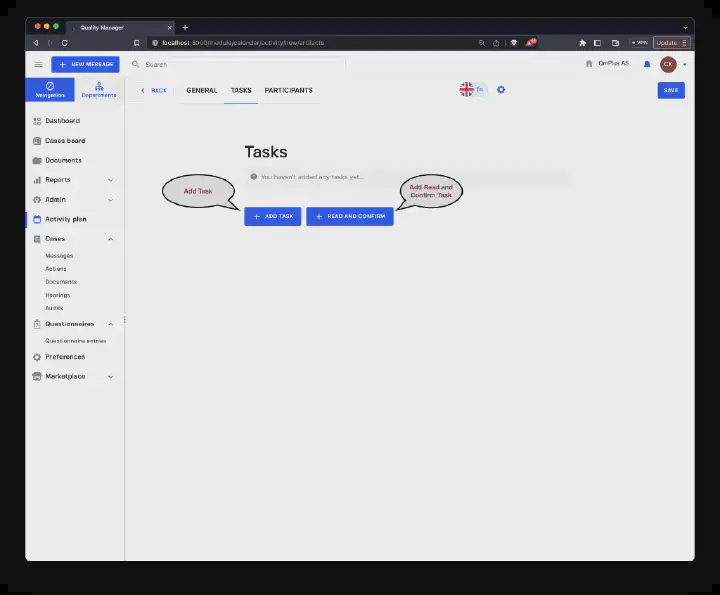 Quality Manager
localhost:3000/module/calendar/activity/new/artifacts
VPN
Update
NEW MESSAGE
Search
QmPlus AS
CK
Navigation
Departments
BACK
GENERAL
TASKS
PARTICIPANTS
En
SAVE
Dashboard
Cases board
Documents
Reports
Admin
Activity plan
Cases
Messages
Actions
Documents
Hearings
Audits
Questionnaires
Questionnaire entries
Preferences
Marketplace
Tasks
You haven't added any tasks yet...
Add Task
Add Read and
Confirm Task
ADD TASK
READ AND CONFIRM